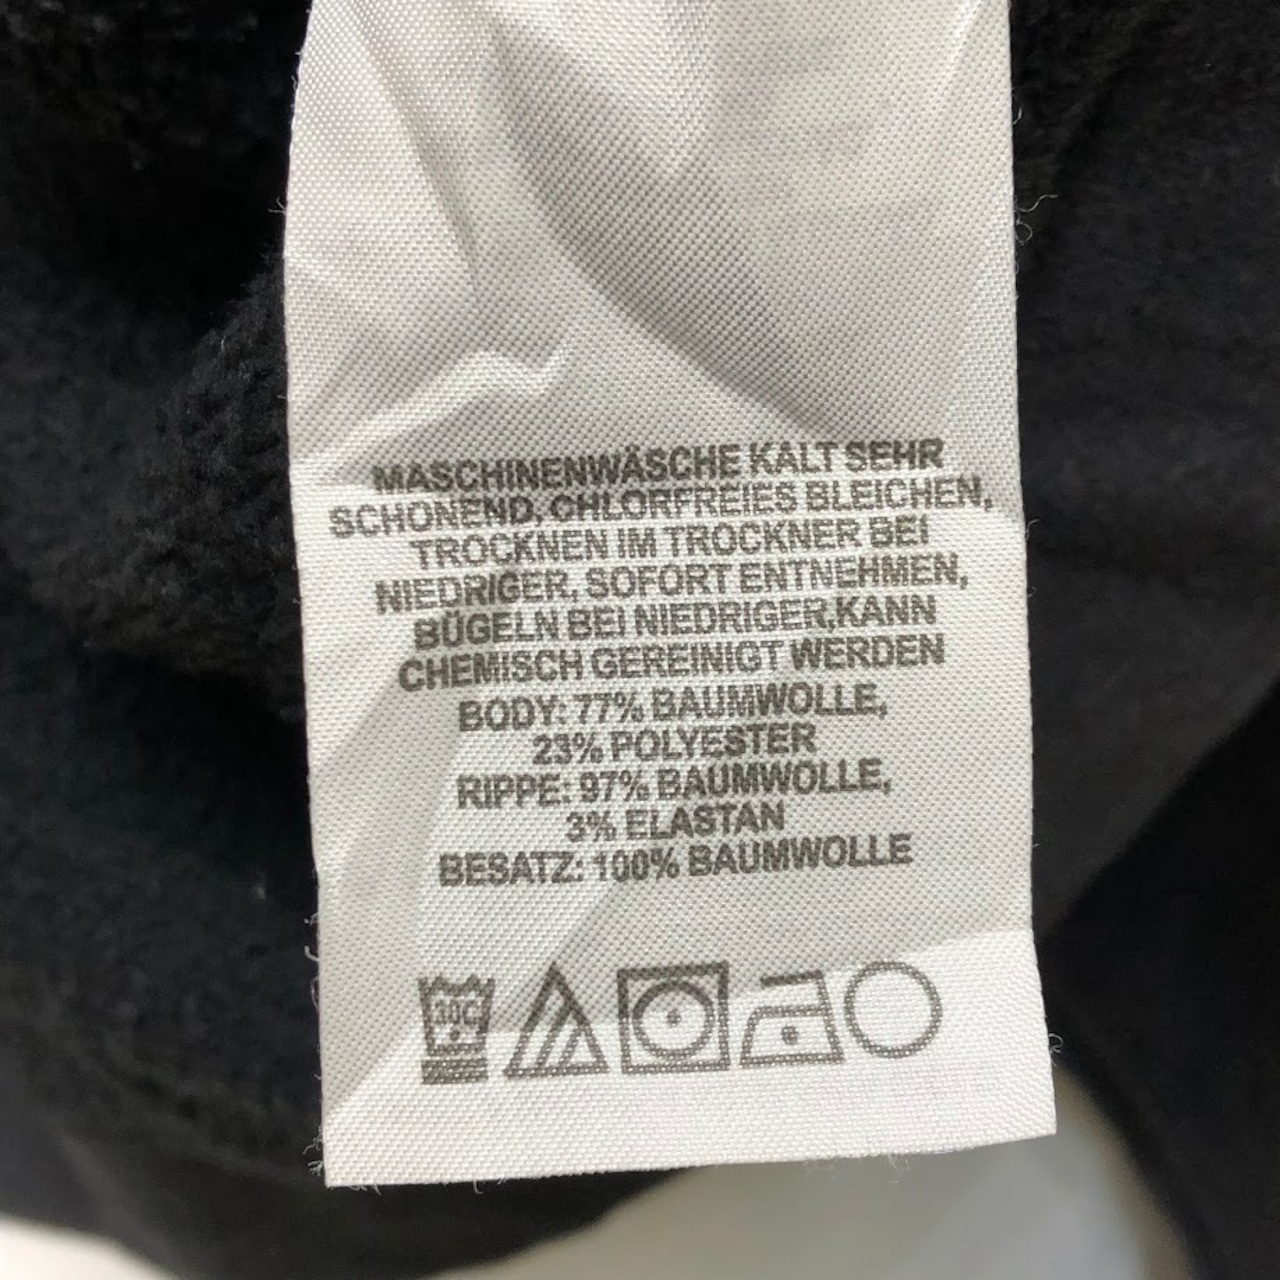 MASCHINENWÄSCHE KALT SEHR
SCHONEND, CHLORFREIES BLEICHEN,
TROCKNEN IM TROCKNER BEI
NIEDRIGER, SOFORT ENTNEHMEN,
BÜGELN BEI NIEDRIGER,KANN
CHEMISCH GEREINIGT WERDEN
BODY: 77% BAUMWOLLE,
23% POLYESTER
RIPPE: 97% BAUMWOLLE,
3% ELASTAN
BESATZ: 100% BAUMWOLLE
30C